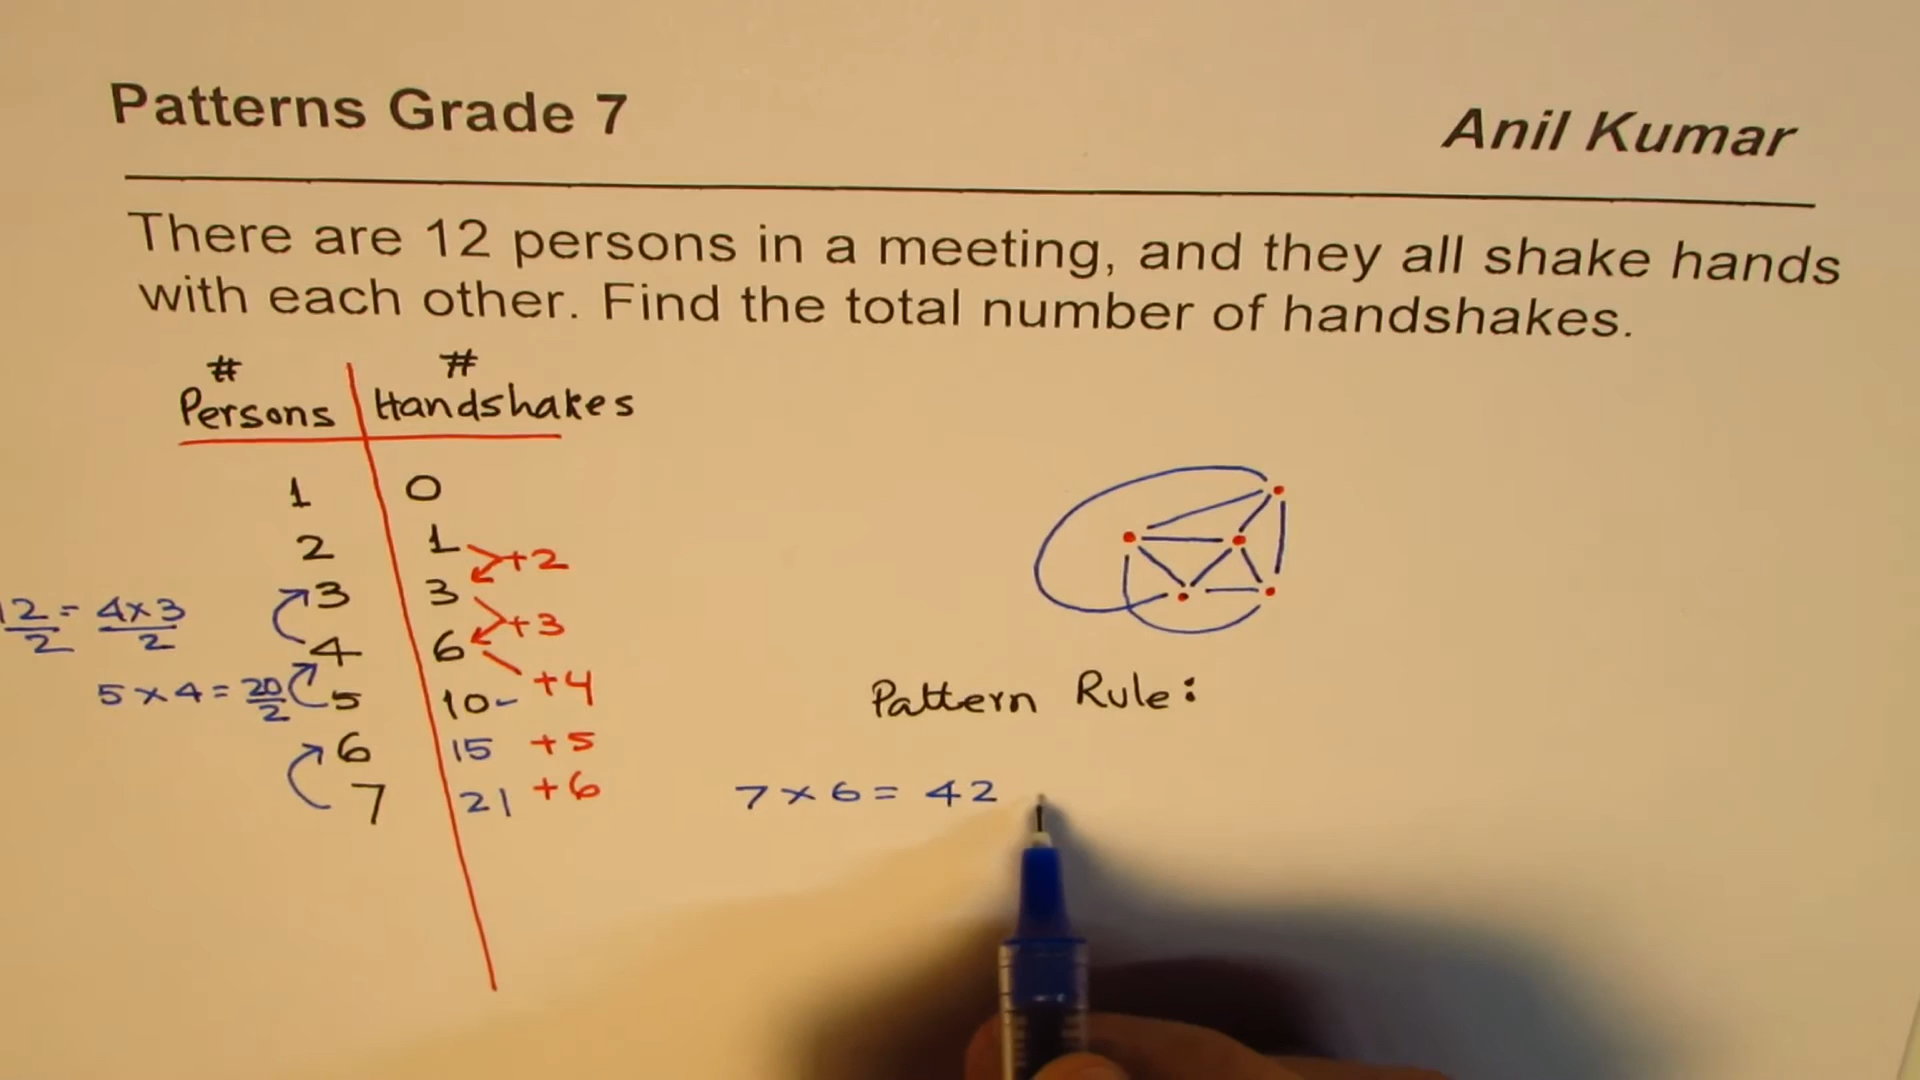 Patterns Grade 7
Anil Kumar
There are 12 persons in a meeting, and they all shake hands
with each other. Find the total number of handshakes.
# #
Persons Handshakes
1 0
2 1 +2
3 3 +3
12/2 = 4×3/2
4 6 +4
5×4 = 20/2 5 10
6 15 +5
7 21 +6
Pattern Rule:
7×6 = 42